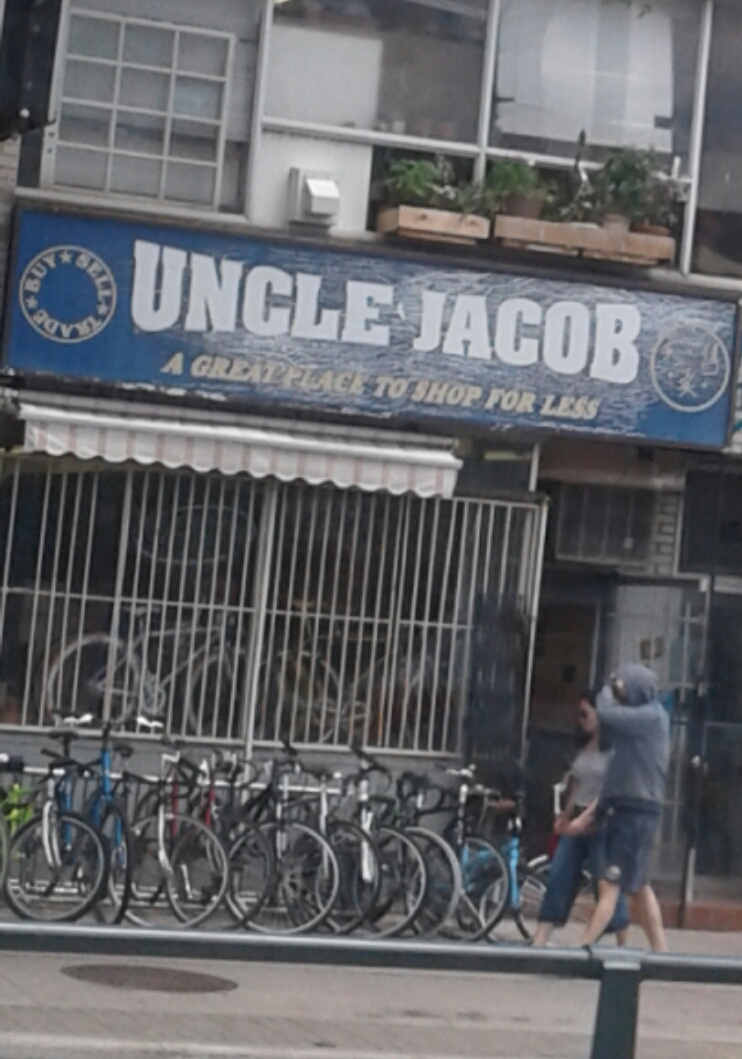 BUY ★ SELL ★ TRADE ★
UNCLE JACOB
A GREAT PLACE TO SHOP FOR LESS